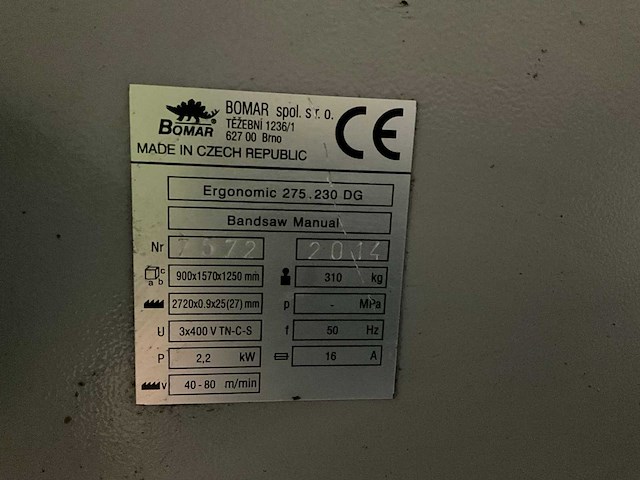 BOMAR
BOMAR spol. s r. o.
TĚŽEBNÍ 1236/1
627 00 Brno
CE
MADE IN CZECH REPUBLIC
Ergonomic 275.230 DG
Bandsaw Manual
Nr 7572 2014
c a b 900x1570x1250 mm 310 kg
2720x0.9x25(27) mm p - MPa
U 3x400 V TN-C-S f 50 Hz
P 2,2 kW 16 A
v 40 - 80 m/min